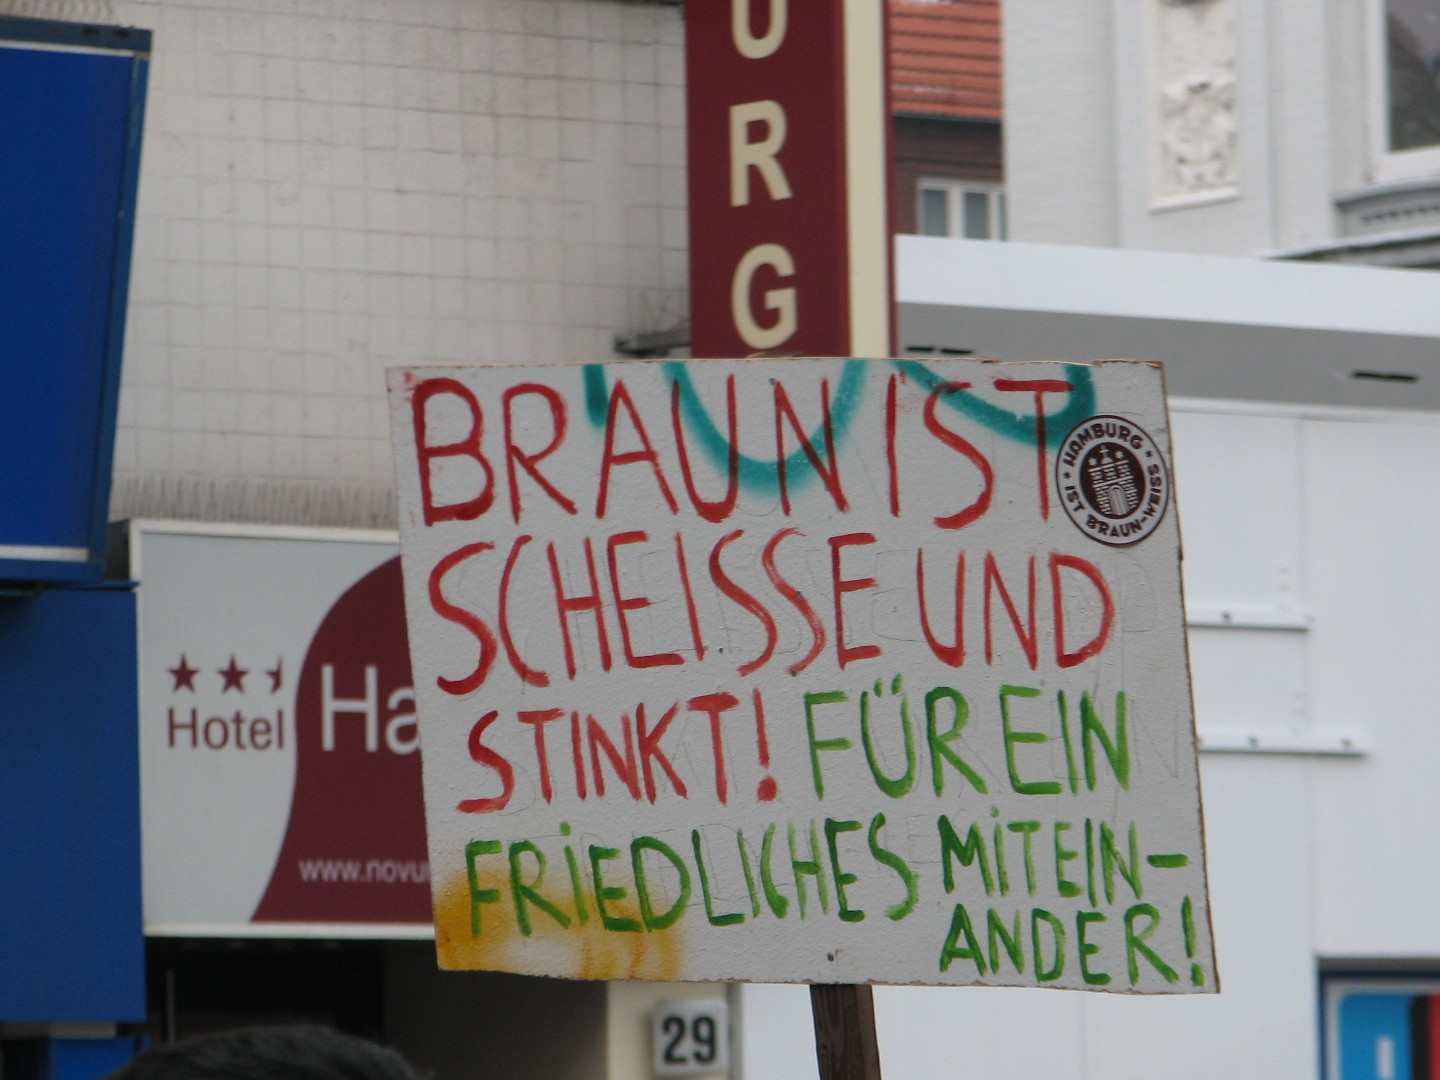 URG
BRAUN IST
SCHEISSE UND
STINKT! FÜR EIN
FRIEDLICHES MITEIN-
ANDER!
HAMBURG
IST BRAUN-WEISS
Hotel
Ha
www.novu
29